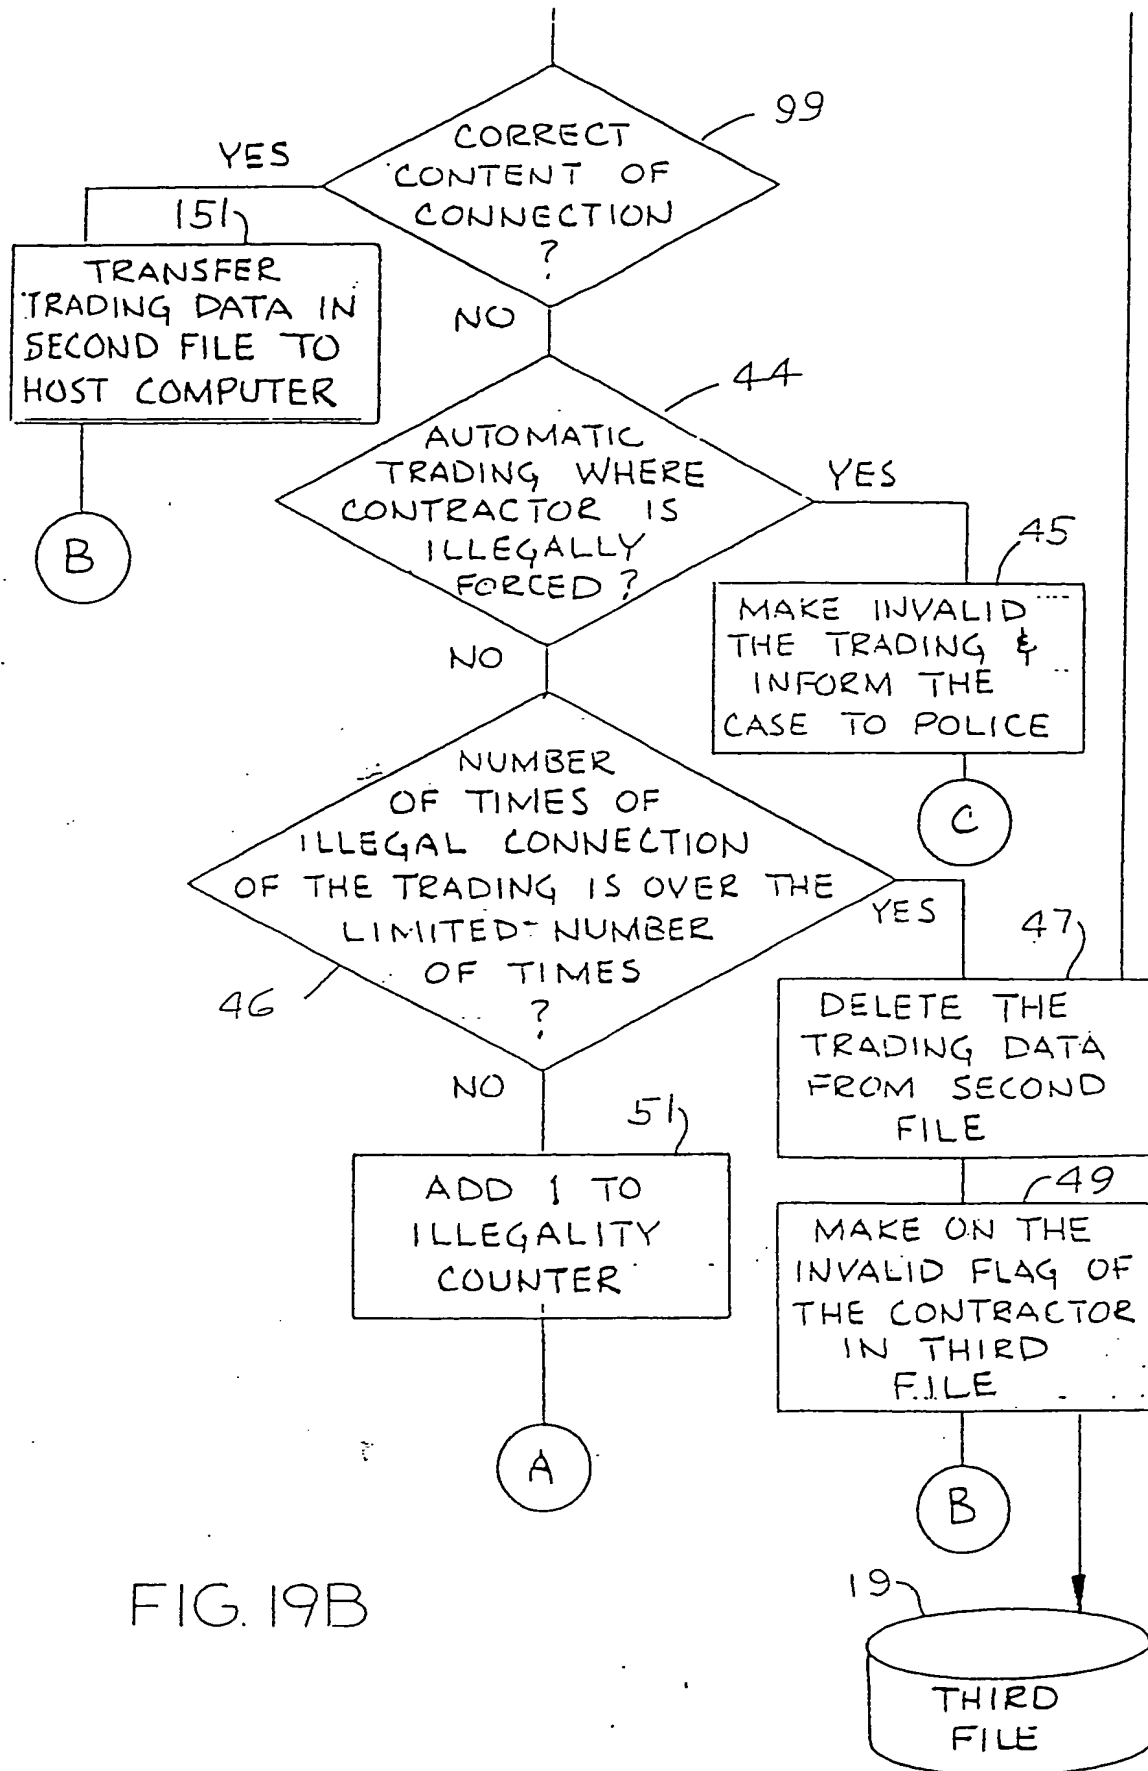 99
CORRECT
CONTENT OF
CONNECTION
?
YES
151
TRANSFER
TRADING DATA IN
SECOND FILE TO
HOST COMPUTER
B
NO
44
AUTOMATIC
TRADING WHERE
CONTRACTOR IS
ILLEGALLY
FORCED?
YES
45
MAKE INVALID
THE TRADING &
INFORM THE
CASE TO POLICE
C
NO
NUMBER
OF TIMES OF
ILLEGAL CONNECTION
OF THE TRADING IS OVER THE
LIMITED NUMBER
OF TIMES
?
46
YES
47
DELETE THE
TRADING DATA
FROM SECOND
FILE
49
MAKE ON THE
INVALID FLAG OF
THE CONTRACTOR
IN THIRD
FILE
B
NO
51
ADD 1 TO
ILLEGALITY
COUNTER
A
19
THIRD
FILE
FIG. 19B